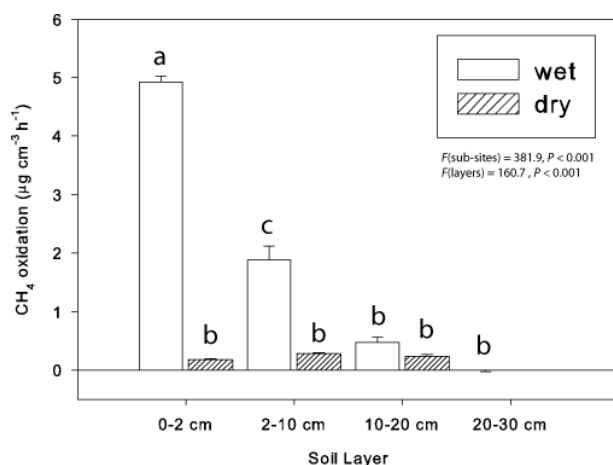 6
5
4
3
2
1
0
CH₄ oxidation (µg cm⁻³ h⁻¹)
a
b
c
b
b
b
b
wet
dry
F(sub-sites) = 381.9, P < 0.001
F(layers) = 160.7 , P < 0.001
0-2 cm
2-10 cm
10-20 cm
20-30 cm
Soil Layer